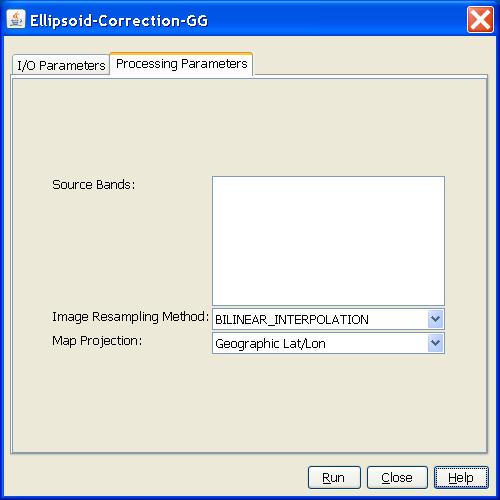 Ellipsoid-Correction-GG
I/O Parameters
Processing Parameters
Source Bands:
Image Resampling Method:
BILINEAR_INTERPOLATION
Map Projection:
Geographic Lat/Lon
Run
Close
Help